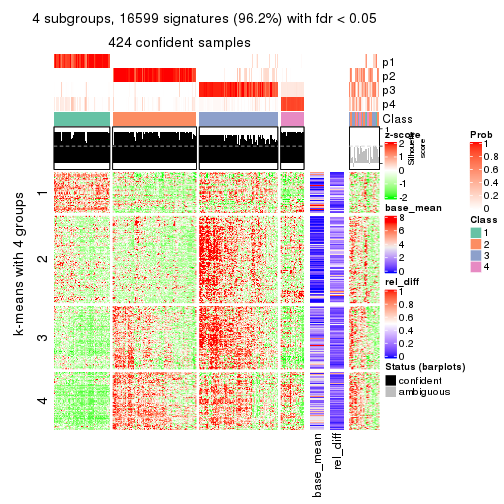 4 subgroups, 16599 signatures (96.2%) with fdr < 0.05
424 confident samples
p1
p2
p3
p4
Class
1
Silhouette
score
k-means with 4 groups
1
2
3
4
base_mean
rel_diff
z-score
2
1
0
-1
-2
base_mean
8
6
4
2
0
rel_diff
1
0.8
0.6
0.4
0.2
0
Status (barplots)
confident
ambiguous
Prob
1
0.8
0.6
0.4
0.2
0
Class
1
2
3
4